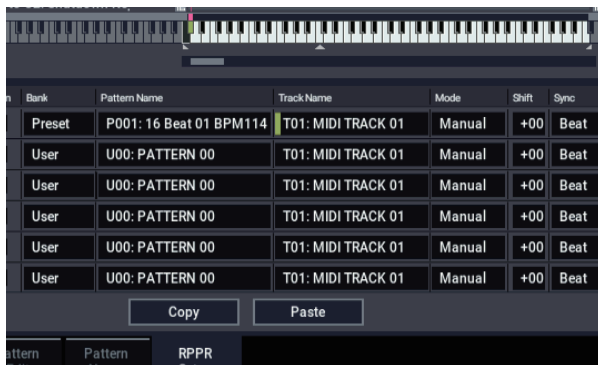 Bank Pattern Name Track Name Mode Shift Sync
Preset P001: 16 Beat 01 BPM114 T01: MIDI TRACK 01 Manual +00 Beat
User U00: PATTERN 00 T01: MIDI TRACK 01 Manual +00 Beat
User U00: PATTERN 00 T01: MIDI TRACK 01 Manual +00 Beat
User U00: PATTERN 00 T01: MIDI TRACK 01 Manual +00 Beat
User U00: PATTERN 00 T01: MIDI TRACK 01 Manual +00 Beat
User U00: PATTERN 00 T01: MIDI TRACK 01 Manual +00 Beat
Copy Paste
attern Pattern RPPR